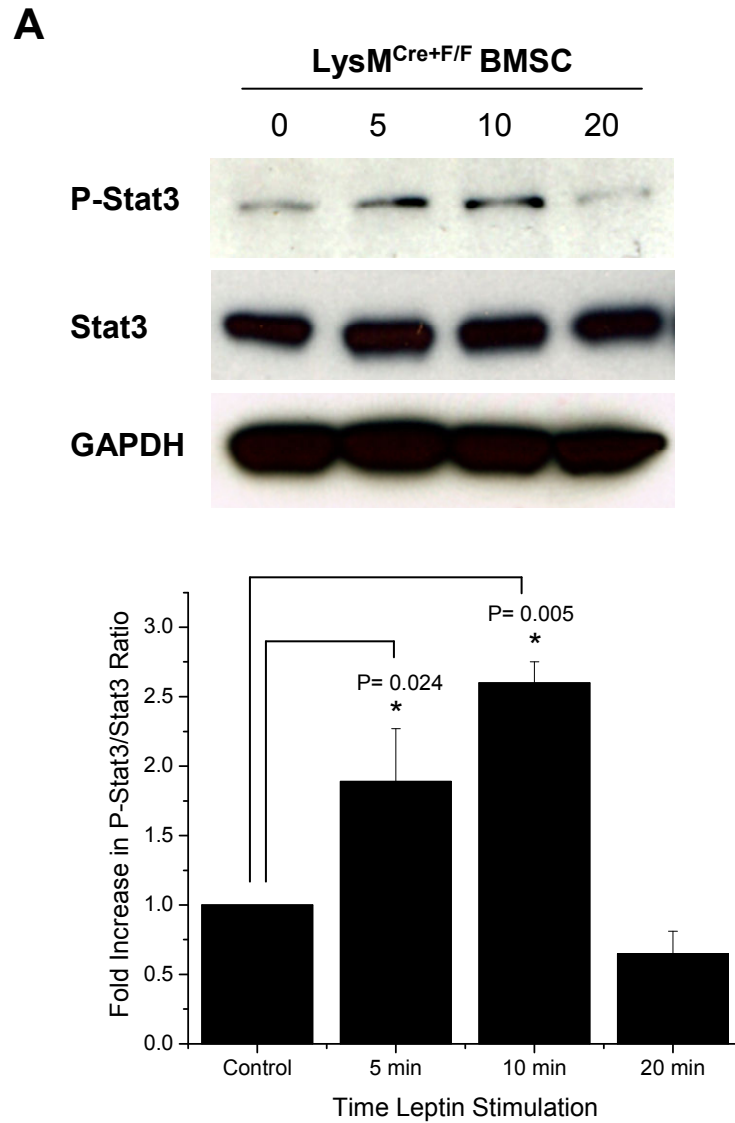 A
LysMCre+F/F BMSC
0 5 10 20
P-Stat3
Stat3
GAPDH
Fold Increase in P-Stat3/Stat3 Ratio
3.0
2.5
2.0
1.5
1.0
0.5
0.0
P= 0.005
*
P= 0.024
*
Control 5 min 10 min 20 min
Time Leptin Stimulation